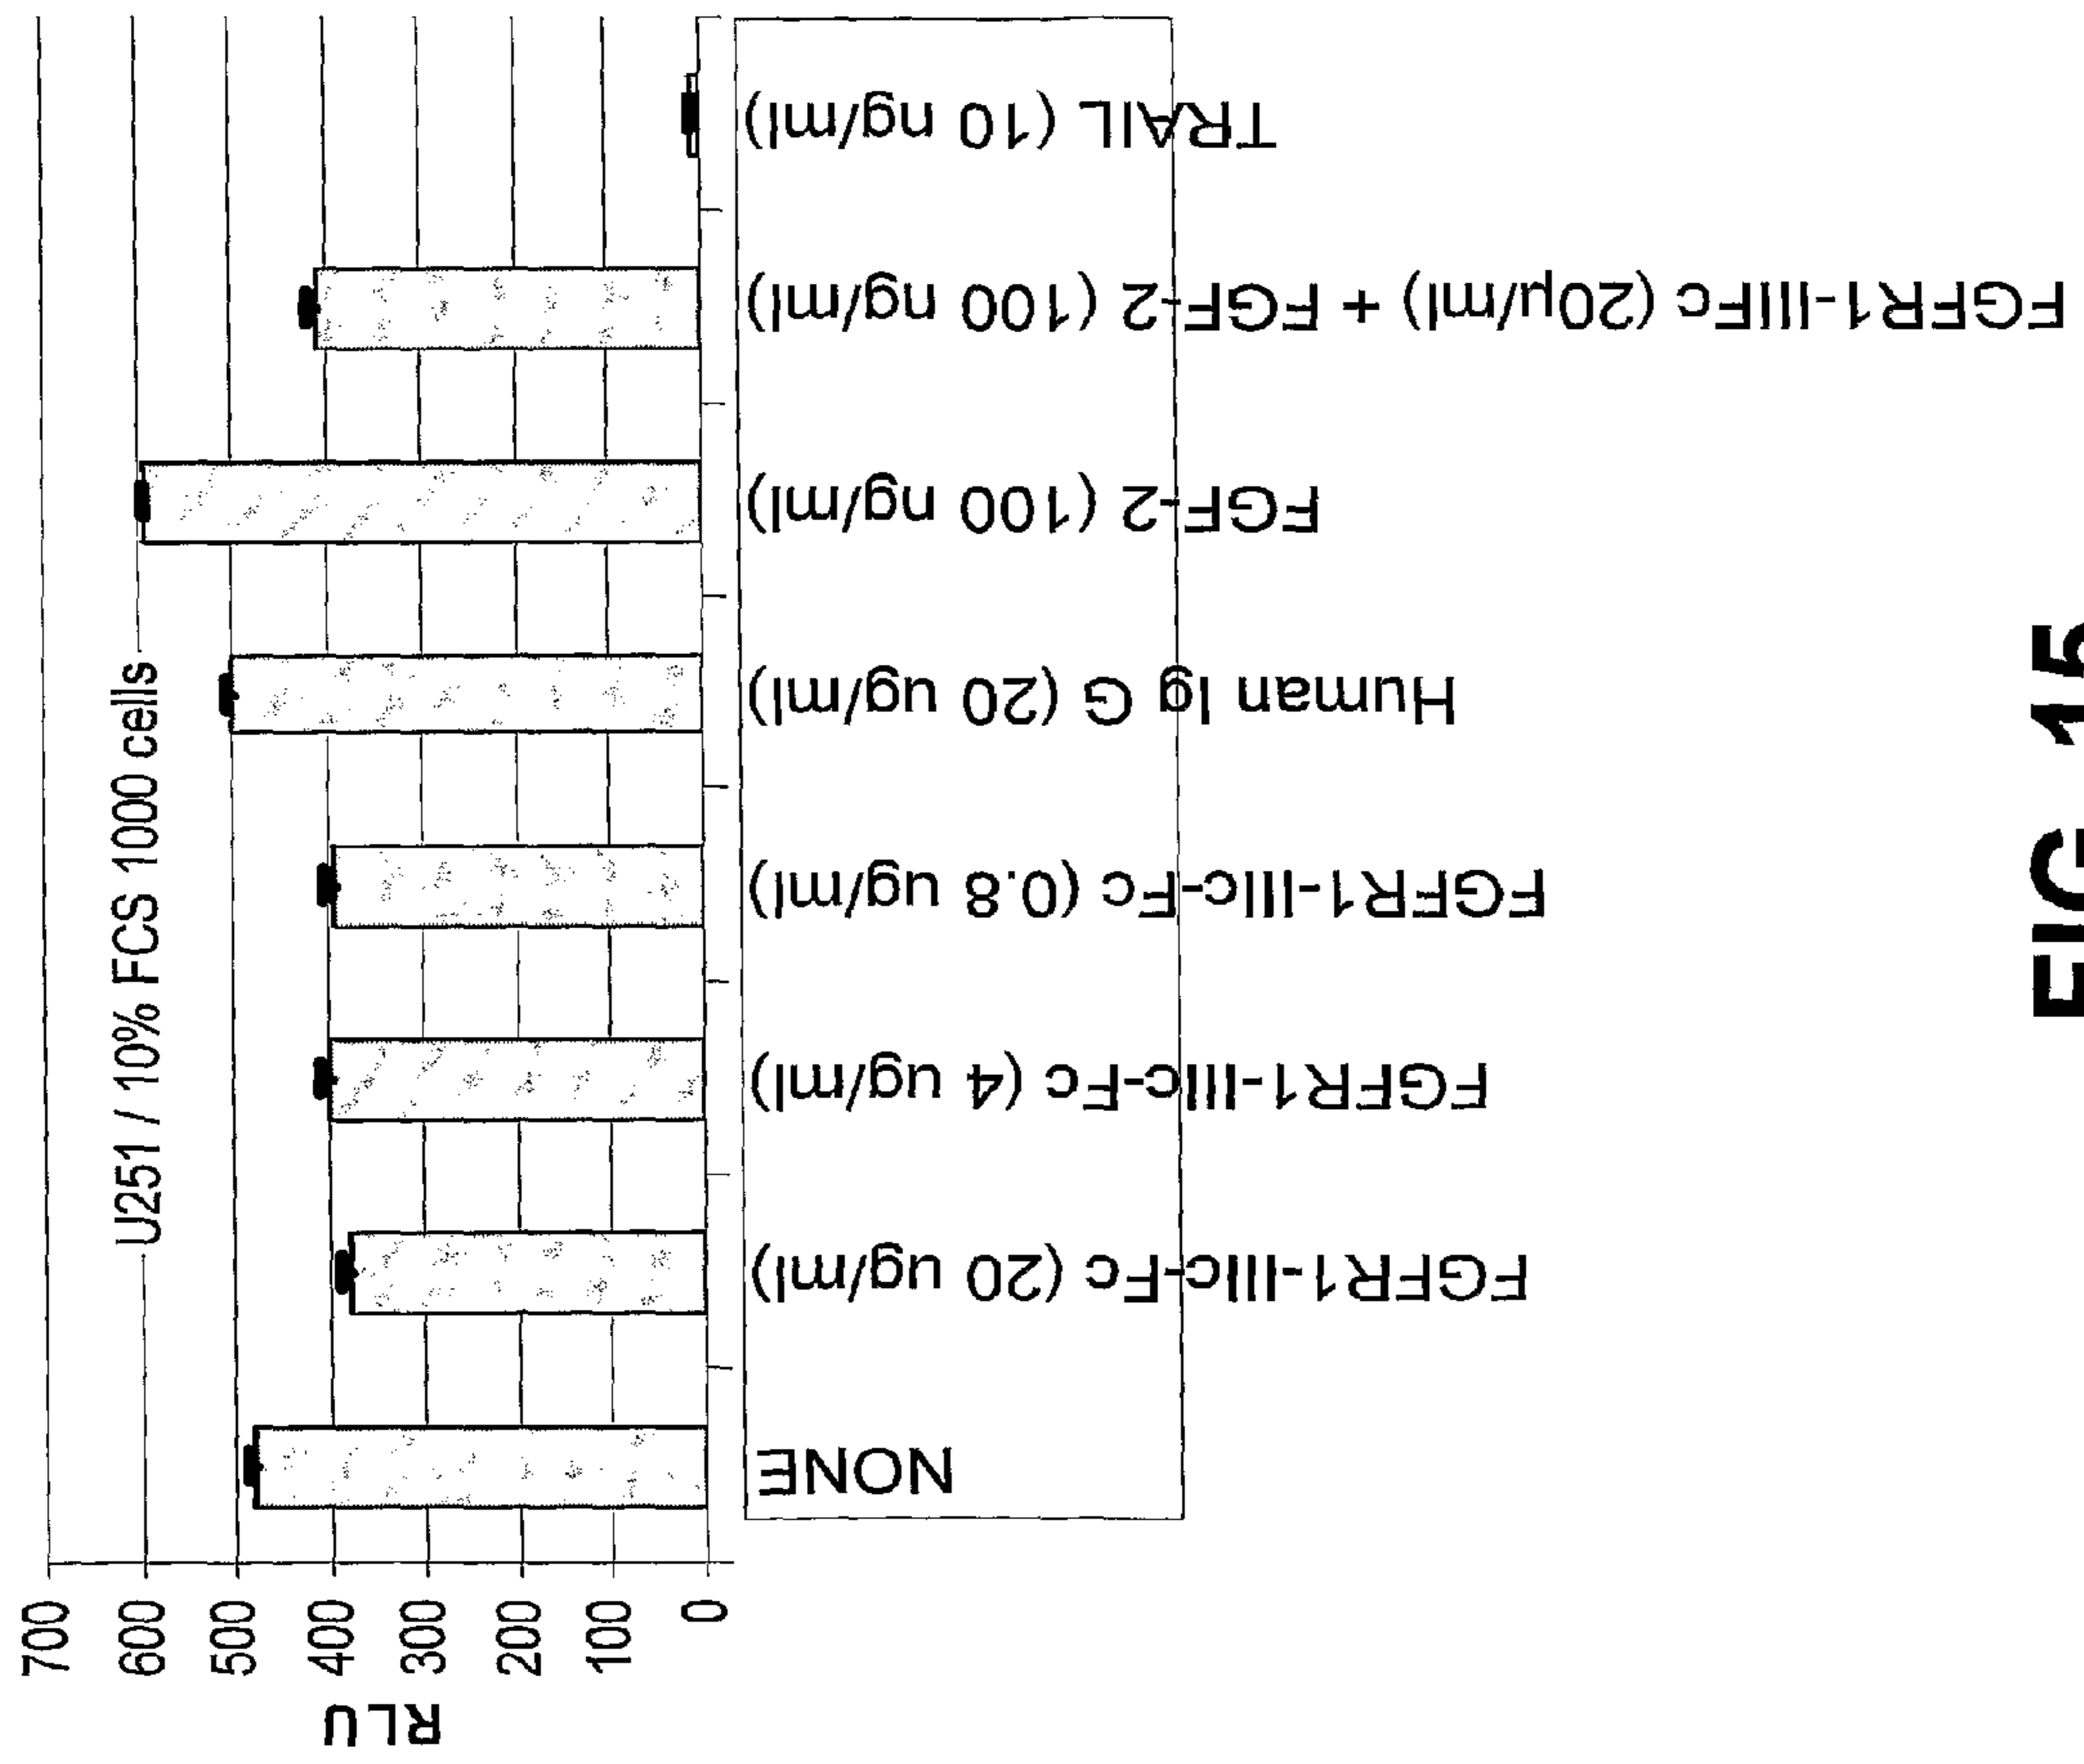 U251 / 10% FCS 1000 cells
700
600
500
400
300
200
100
0
RLU
NONE
FGFR1-IIIc-Fc (20 ug/ml)
FGFR1-IIIc-Fc (4 ug/ml)
FGFR1-IIIc-Fc (0.8 ug/ml)
Human Ig G (20 ug/ml)
FGF-2 (100 ng/ml)
FGFR1-IIIFc (20µ/ml) + FGF-2 (100 ng/ml)
TRAIL (10 ng/ml)
FIG. 15